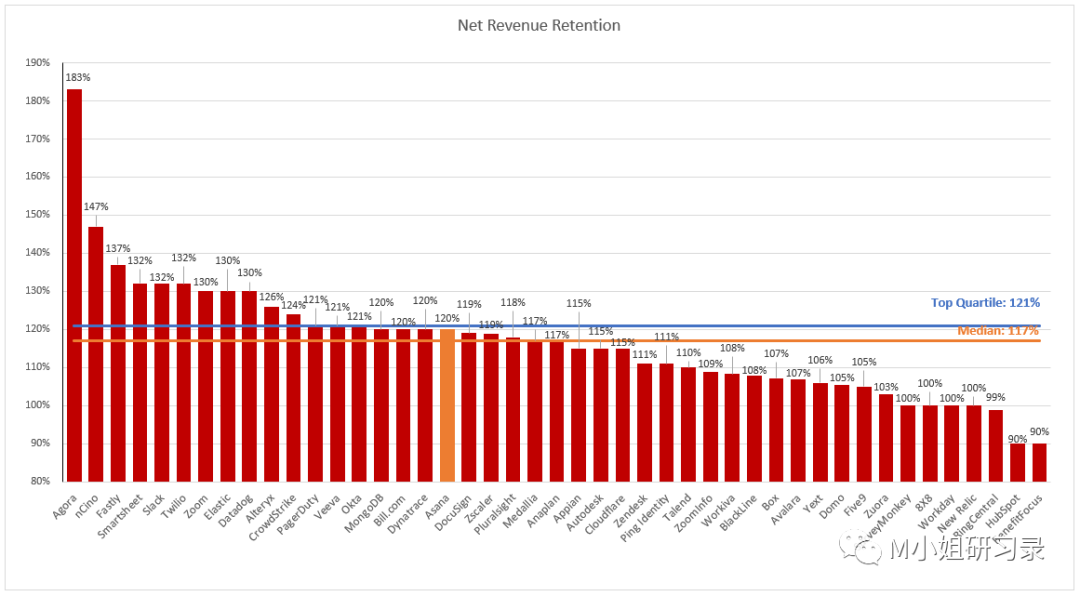 Net Revenue Retention
190%
180%
170%
160%
150%
140%
130%
120%
110%
100%
90%
80%
183%
147%
137%
132%
132%
132%
130%
130%
130%
126%
124%
121%
121%
121%
120%
120%
120%
120%
119%
119%
118%
117%
117%
115%
115%
115%
111%
111%
110%
109%
108%
108%
107%
107%
106%
105%
105%
103%
100%
100%
100%
100%
99%
90%
90%
Top Quartile: 121%
Median: 117%
Agora
nCino
Fastly
Smartsheet
Slack
Twilio
Zoom
Elastic
Datadog
Alteryx
CrowdStrike
PagerDuty
Veeva
Okta
MongoDB
Bill.com
Dynatrace
Asana
DocuSign
Zscaler
Pluralsight
Medallia
Anaplan
Appian
Autodesk
Cloudflare
Zendesk
Ping Identity
Talend
ZoomInfo
Workiva
BlackLine
Box
Avalara
Yext
Domo
Five9
Zuora
veyMonkey
8X8
Workday
New Relic
RingCentral
HubSpot
BenefitFocus
M小姐研习录